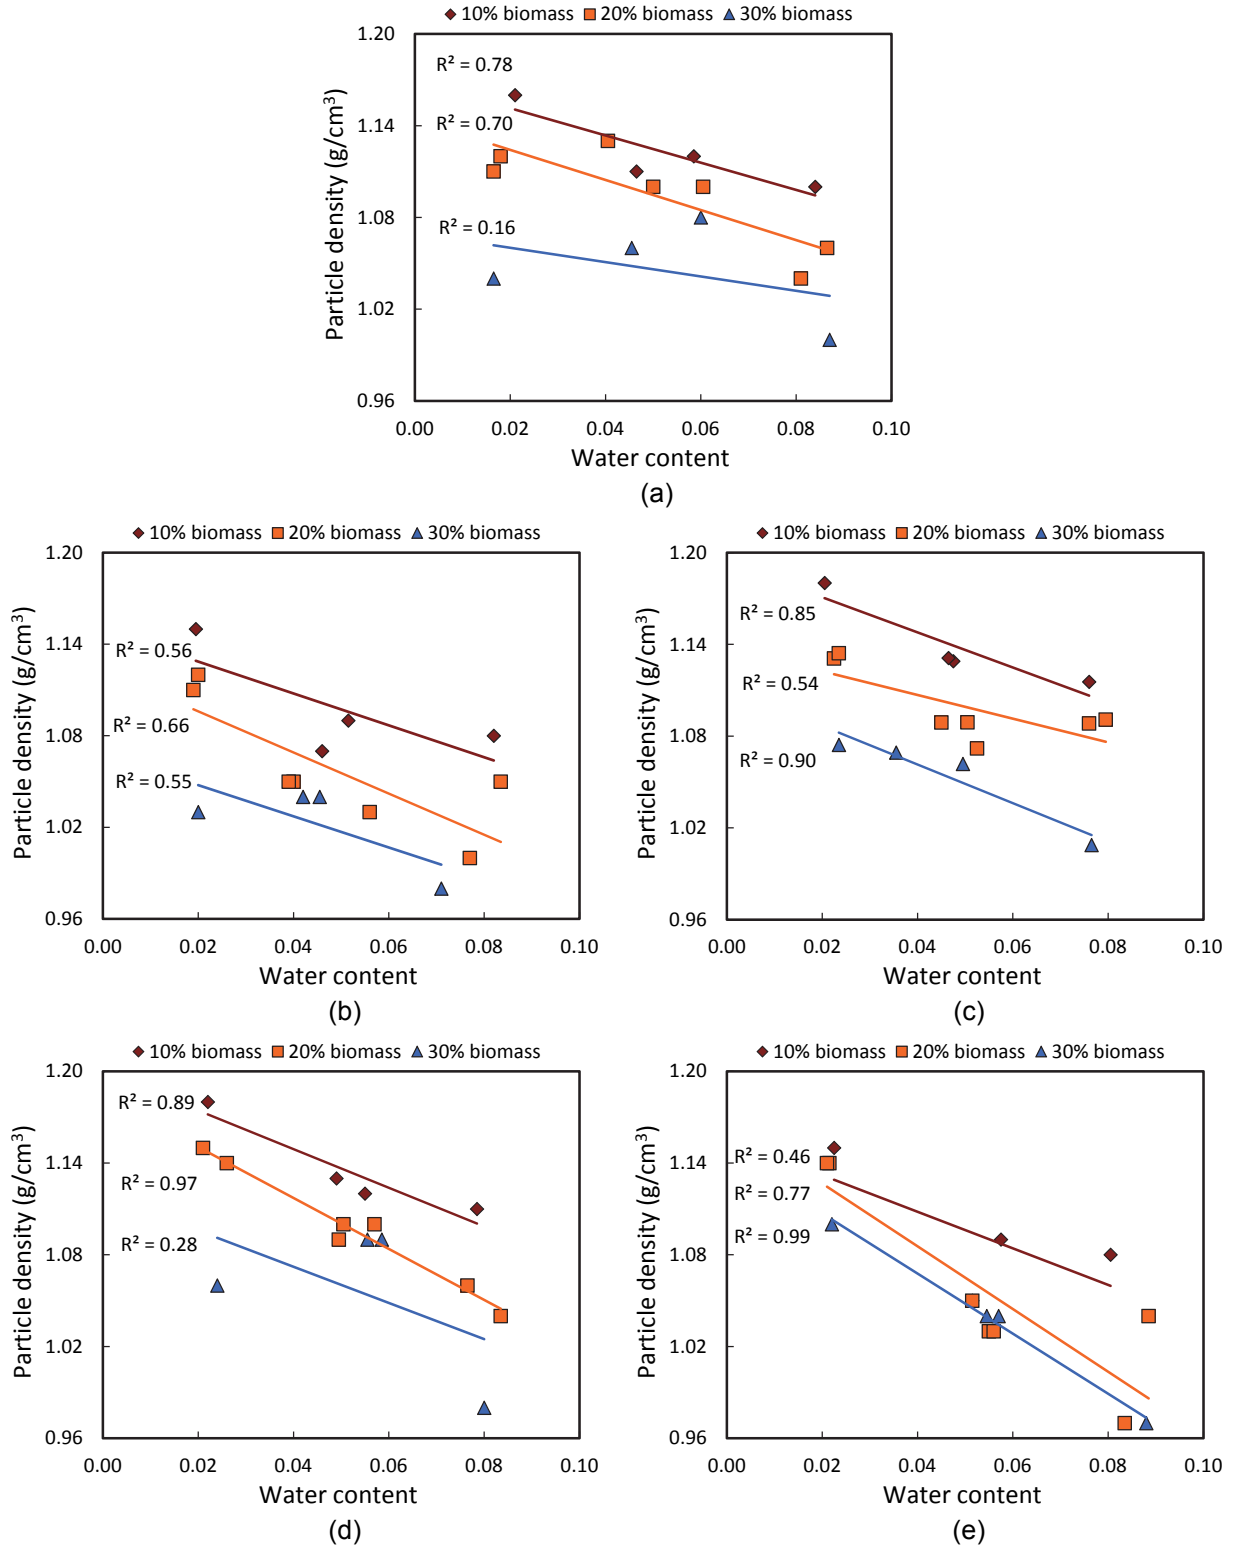 10% biomass 20% biomass 30% biomass
1.20
R² = 0.78
1.14
R² = 0.70
1.08
R² = 0.16
1.02
0.96
Particle density (g/cm³)
0.00 0.02 0.04 0.06 0.08 0.10
Water content
(a)
10% biomass 20% biomass 30% biomass
1.20
1.14
R² = 0.56
R² = 0.66
1.08
R² = 0.55
1.02
0.96
Particle density (g/cm³)
0.00 0.02 0.04 0.06 0.08 0.10
Water content
(b)
10% biomass 20% biomass 30% biomass
1.20
R² = 0.85
1.14
R² = 0.54
1.08
R² = 0.90
1.02
0.96
Particle density (g/cm³)
0.00 0.02 0.04 0.06 0.08 0.10
Water content
(c)
10% biomass 20% biomass 30% biomass
1.20
R² = 0.89
1.14
R² = 0.97
1.08
R² = 0.28
1.02
0.96
Particle density (g/cm³)
0.00 0.02 0.04 0.06 0.08 0.10
Water content
(d)
10% biomass 20% biomass 30% biomass
1.20
1.14
R² = 0.46
R² = 0.77
R² = 0.99
1.08
1.02
0.96
Particle density (g/cm³)
0.00 0.02 0.04 0.06 0.08 0.10
Water content
(e)